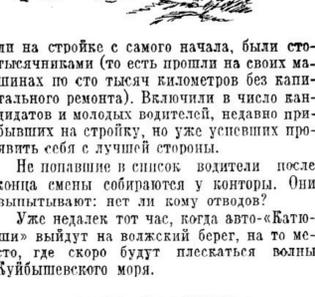 ли на стройке с самого начала, были сто-
тысячниками (то есть прошли на своих ма-
шинах по сто тысяч километров без капи-
тального ремонта). Включили в число кан-
дидатов и молодых водителей, недавно при-
бывших на стройку, но уже успевших про-
явить себя с лучшей стороны.
Не попавшие в список водители после
конца смены собираются у конторы. Они
выпытывают: нет ли кому отводов?
Уже недалек тот час, когда авто-«Катю-
ши» выйдут на волжский берег, на то ме-
сто, где скоро будут плескаться волны
Куйбышевского моря.